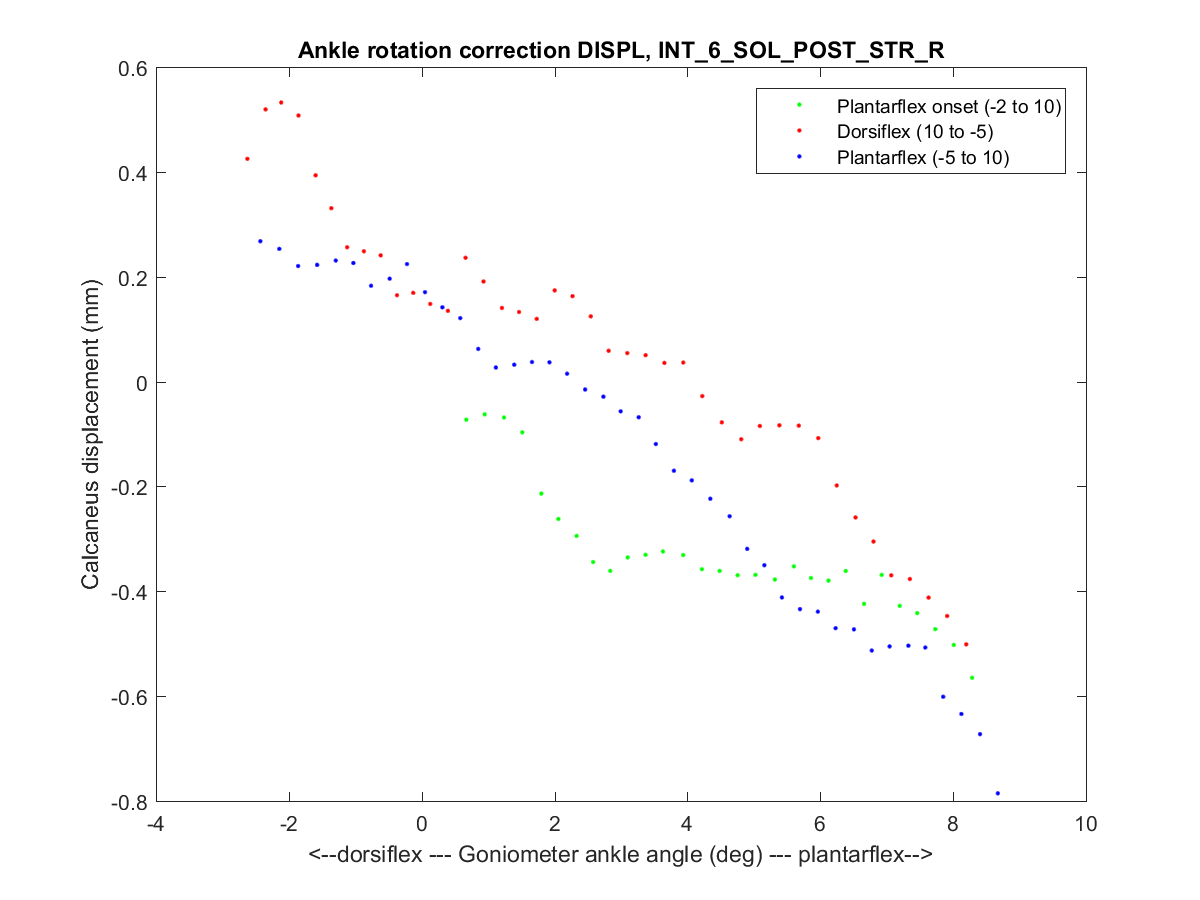 Ankle rotation correction DISPL, INT_6_SOL_POST_STR_R
Plantarflex onset (-2 to 10)
Dorsiflex (10 to -5)
Plantarflex (-5 to 10)
Calcaneus displacement (mm)
0.6
0.4
0.2
0
-0.2
-0.4
-0.6
-0.8
-4 -2 0 2 4 6 8 10
<--dorsiflex --- Goniometer ankle angle (deg) --- plantarflex-->